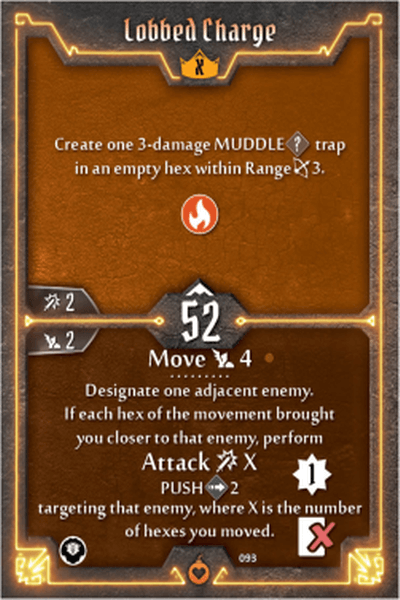 Lobbed Charge
X
Create one 3-damage MUDDLE ? trap
in an empty hex within Range 3.
2
52
2
Move 4
Designate one adjacent enemy.
If each hex of the movement brought
you closer to that enemy, perform
Attack X
1
PUSH 2
targeting that enemy, where X is the number
of hexes you moved.
093